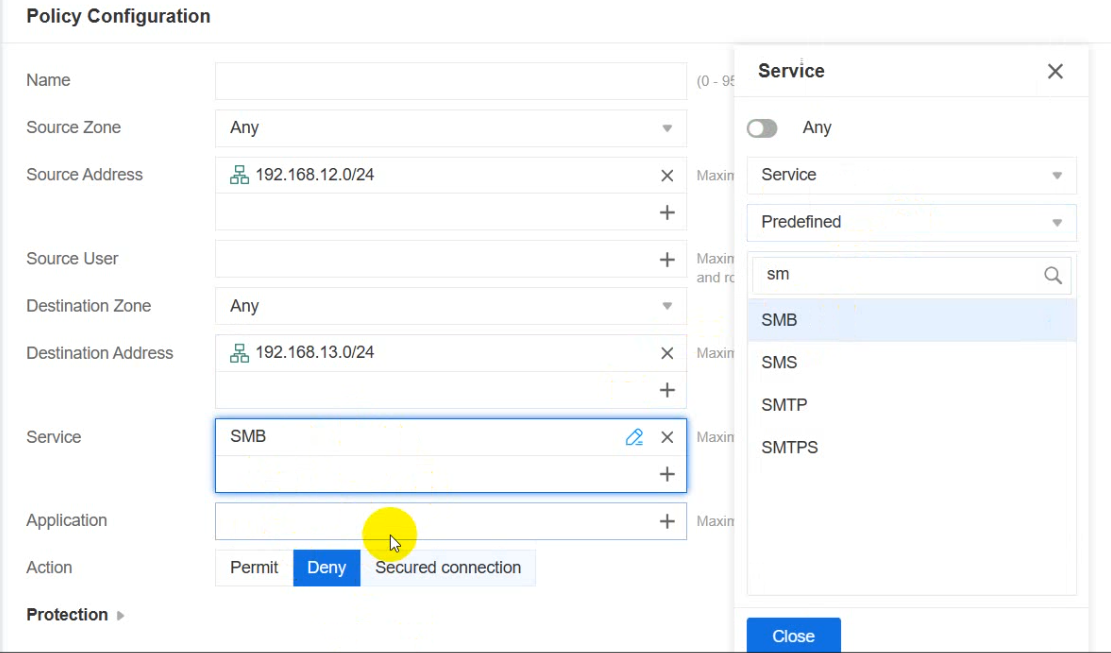 Policy Configuration
Name
(0 - 95
Source Zone
Any
Source Address
192.168.12.0/24
Maxim
Source User
Maxim
and ro
Destination Zone
Any
Destination Address
192.168.13.0/24
Maxim
Service
SMB
Maxim
Application
Maxim
Action
Permit
Deny
Secured connection
Protection
Service
Any
Service
Predefined
sm
SMB
SMS
SMTP
SMTPS
Close